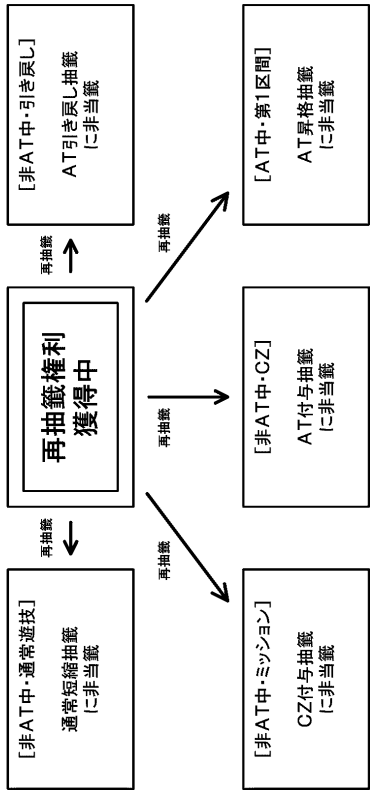 [非AT中・通常遊技]
通常短縮抽籤
に非当籤
再抽籤
再抽籤権利
獲得中
再抽籤
[非AT中・引き戻し]
AT引き戻し抽籤
に非当籤
再抽籤
再抽籤
再抽籤
[非AT中・ミッション]
CZ付与抽籤
に非当籤
[非AT中・CZ]
AT付与抽籤
に非当籤
[AT中・第1区間]
AT昇格抽籤
に非当籤